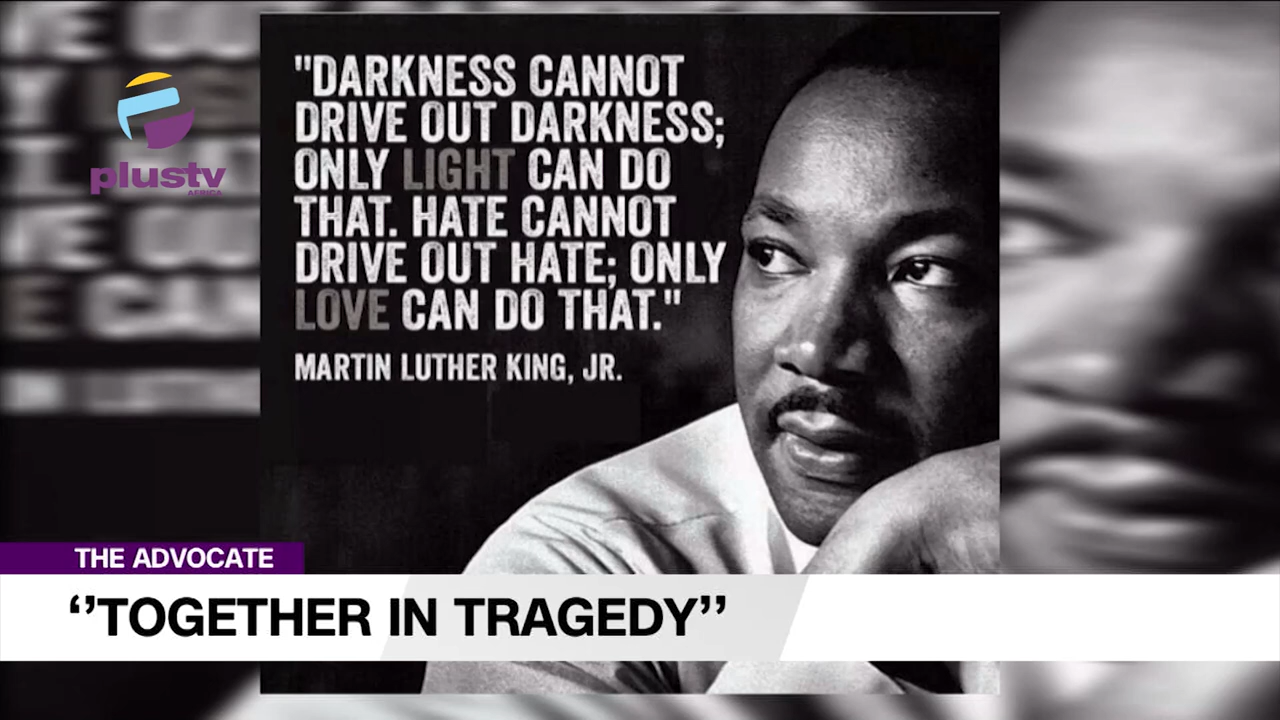 "DARKNESS CANNOT
DRIVE OUT DARKNESS;
ONLY LIGHT CAN DO
THAT. HATE CANNOT
DRIVE OUT HATE; ONLY
LOVE CAN DO THAT."
MARTIN LUTHER KING, JR.
plustv
AFRICA
THE ADVOCATE
‘’TOGETHER IN TRAGEDY’’